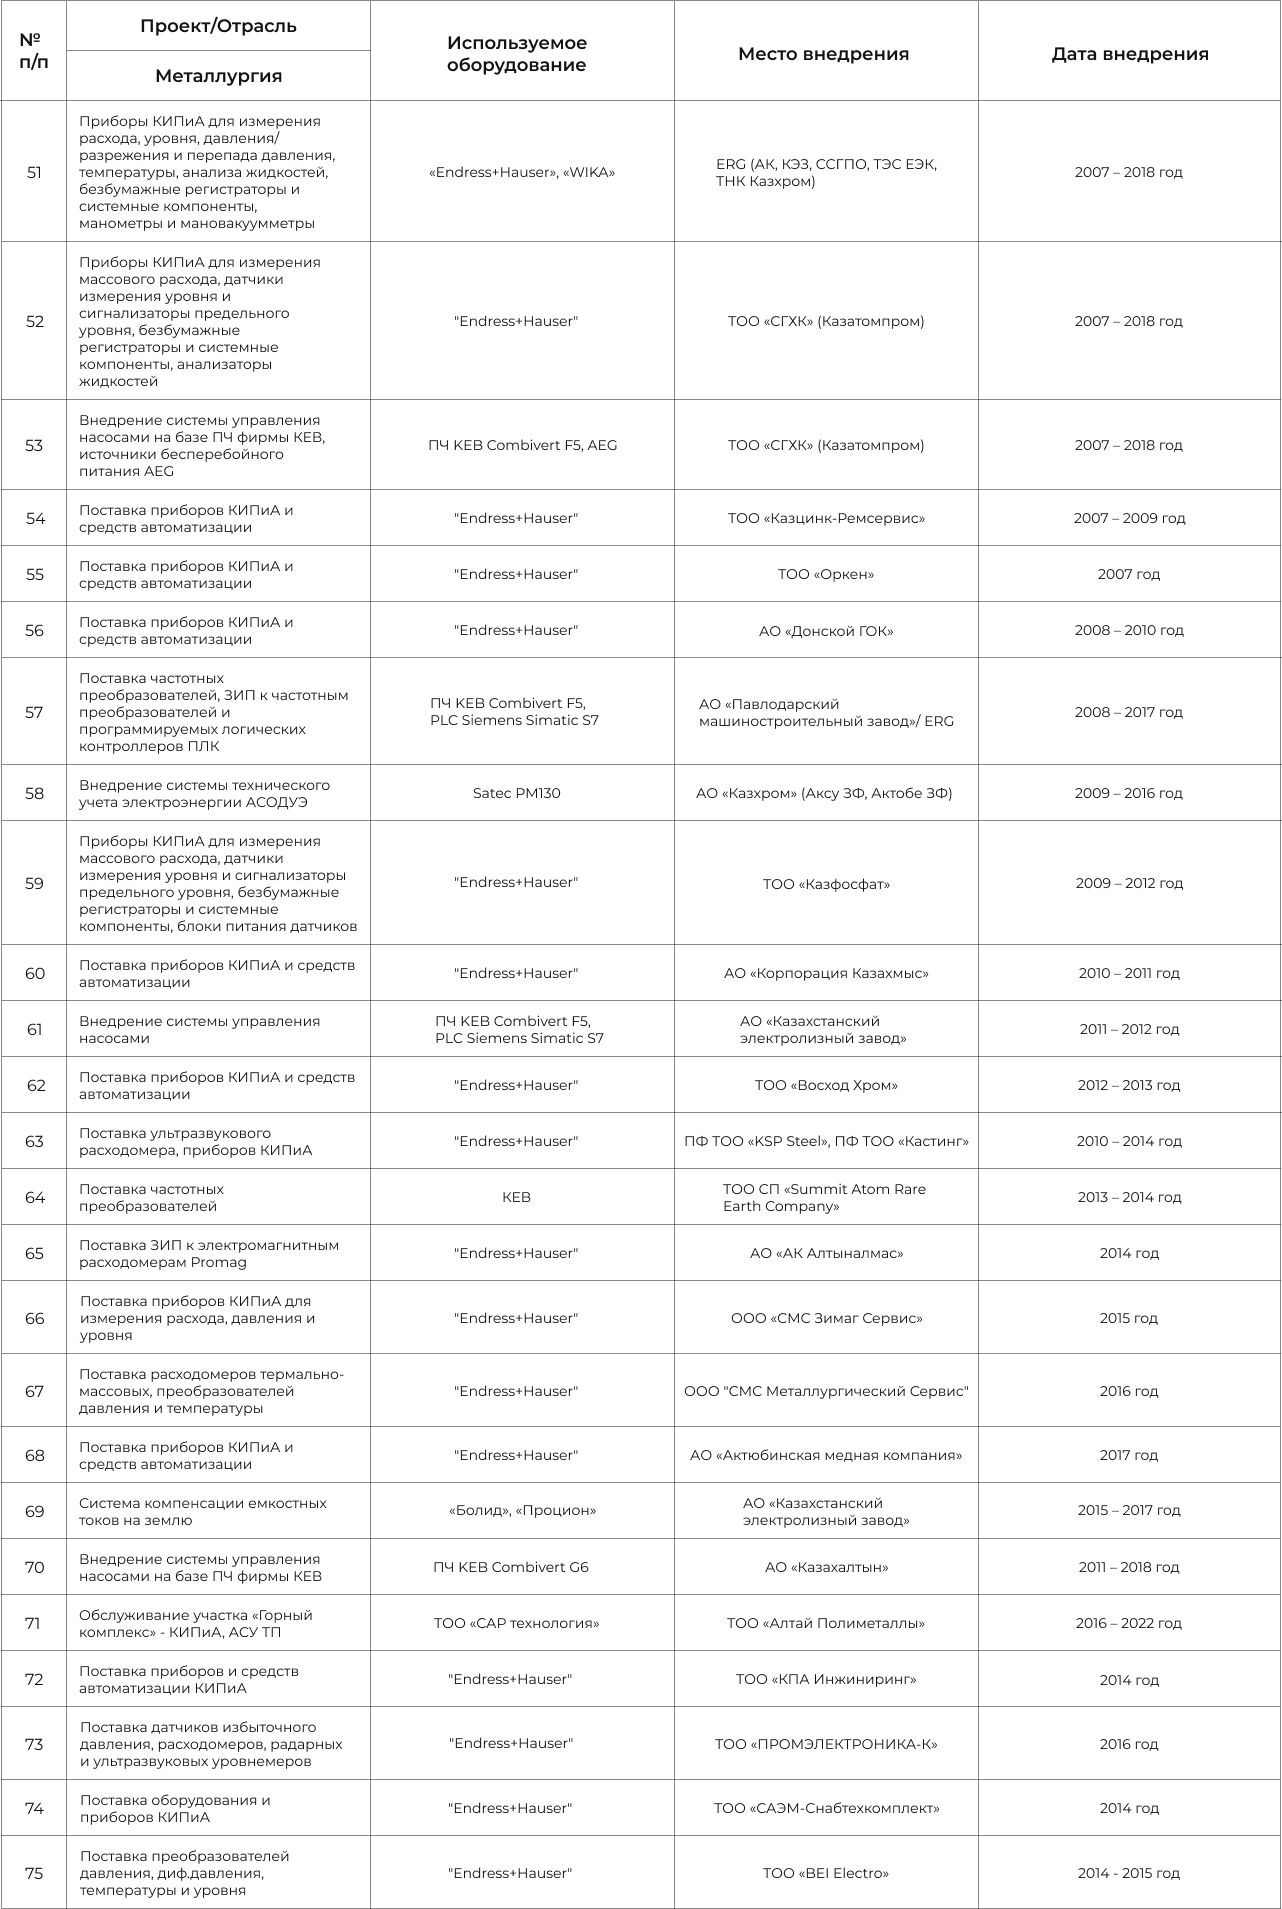 №
п/п
Проект/Отрасль
Металлургия
Используемое
оборудование
Место внедрения
Дата внедрения
51
Приборы КИПиА для измерения
расхода, уровня, давления/
разрежения и перепада давления,
температуры, анализа жидкостей,
безбумажные регистраторы и
системные компоненты,
манометры и мановакуумметры
«Endress+Hauser», «WIKA»
ERG (АК, КЭЗ, ССГПО, ТЭС ЕЭК,
ТНК Казхром)
2007 – 2018 год
52
Приборы КИПиА для измерения
массового расхода, датчики
измерения уровня и
сигнализаторы предельного
уровня, безбумажные
регистраторы и системные
компоненты, анализаторы
жидкостей
"Endress+Hauser"
ТОО «СГХК» (Казатомпром)
2007 – 2018 год
53
Внедрение системы управления
насосами на базе ПЧ фирмы КЕВ,
источники бесперебойного
питания AEG
ПЧ KEB Combivert F5, AEG
ТОО «СГХК» (Казатомпром)
2007 – 2018 год
54
Поставка приборов КИПиА и
средств автоматизации
"Endress+Hauser"
ТОО «Казцинк-Ремсервис»
2007 – 2009 год
55
Поставка приборов КИПиА и
средств автоматизации
"Endress+Hauser"
ТОО «Оркен»
2007 год
56
Поставка приборов КИПиА и
средств автоматизации
"Endress+Hauser"
АО «Донской ГОК»
2008 – 2010 год
57
Поставка частотных
преобразователей, ЗИП к частотным
преобразователей и
программируемых логических
контроллеров ПЛК
ПЧ KEB Combivert F5,
PLC Siemens Simatic S7
АО «Павлодарский
машиностроительный завод»/ ERG
2008 – 2017 год
58
Внедрение системы технического
учета электроэнергии АСОДУЭ
Satec PM130
АО «Казхром» (Аксу ЗФ, Актобе ЗФ)
2009 – 2016 год
59
Приборы КИПиА для измерения
массового расхода, датчики
измерения уровня и сигнализаторы
предельного уровня, безбумажные
регистраторы и системные
компоненты, блоки питания датчиков
"Endress+Hauser"
ТОО «Казфосфат»
2009 – 2012 год
60
Поставка приборов КИПиА и средств
автоматизации
"Endress+Hauser"
АО «Корпорация Казахмыс»
2010 – 2011 год
61
Внедрение системы управления
насосами
ПЧ KEB Combivert F5,
PLC Siemens Simatic S7
АО «Казахстанский
электролизный завод»
2011 – 2012 год
62
Поставка приборов КИПиА и средств
автоматизации
"Endress+Hauser"
ТОО «Восход Хром»
2012 – 2013 год
63
Поставка ультразвукового
расходомера, приборов КИПиА
"Endress+Hauser"
ПФ ТОО «KSP Steel», ПФ ТОО «Кастинг»
2010 – 2014 год
64
Поставка частотных
преобразователей
KEB
ТОО СП «Summit Atom Rare
Earth Company»
2013 – 2014 год
65
Поставка ЗИП к электромагнитным
расходомерам Promag
"Endress+Hauser"
АО «АК Алтыналмас»
2014 год
66
Поставка приборов КИПиА для
измерения расхода, давления и
уровня
"Endress+Hauser"
ООО «СМС Зимаг Сервис»
2015 год
67
Поставка расходомеров термально-
массовых, преобразователей
давления и температуры
"Endress+Hauser"
ООО "СМС Металлургический Сервис"
2016 год
68
Поставка приборов КИПиА и
средств автоматизации
"Endress+Hauser"
АО «Актюбинская медная компания»
2017 год
69
Система компенсации емкостных
токов на землю
«Болид», «Процион»
АО «Казахстанский
электролизный завод»
2015 – 2017 год
70
Внедрение системы управления
насосами на базе ПЧ фирмы КЕВ
ПЧ KEB Combivert G6
АО «Казахалтын»
2011 – 2018 год
71
Обслуживание участка «Горный
комплекс» - КИПиА, АСУ ТП
ТОО «САР технология»
ТОО «Алтай Полиметаллы»
2016 – 2022 год
72
Поставка приборов и средств
автоматизации КИПиА
"Endress+Hauser"
ТОО «КПА Инжиниринг»
2014 год
73
Поставка датчиков избыточного
давления, расходомеров, радарных
и ультразвуковых уровнемеров
"Endress+Hauser"
ТОО «ПРОМЭЛЕКТРОНИКА-К»
2016 год
74
Поставка оборудования и
приборов КИПиА
"Endress+Hauser"
ТОО «САЭМ-Снабтехкомплект»
2014 год
75
Поставка преобразователей
давления, диф.давления,
температуры и уровня
"Endress+Hauser"
ТОО «BEI Electro»
2014 - 2015 год